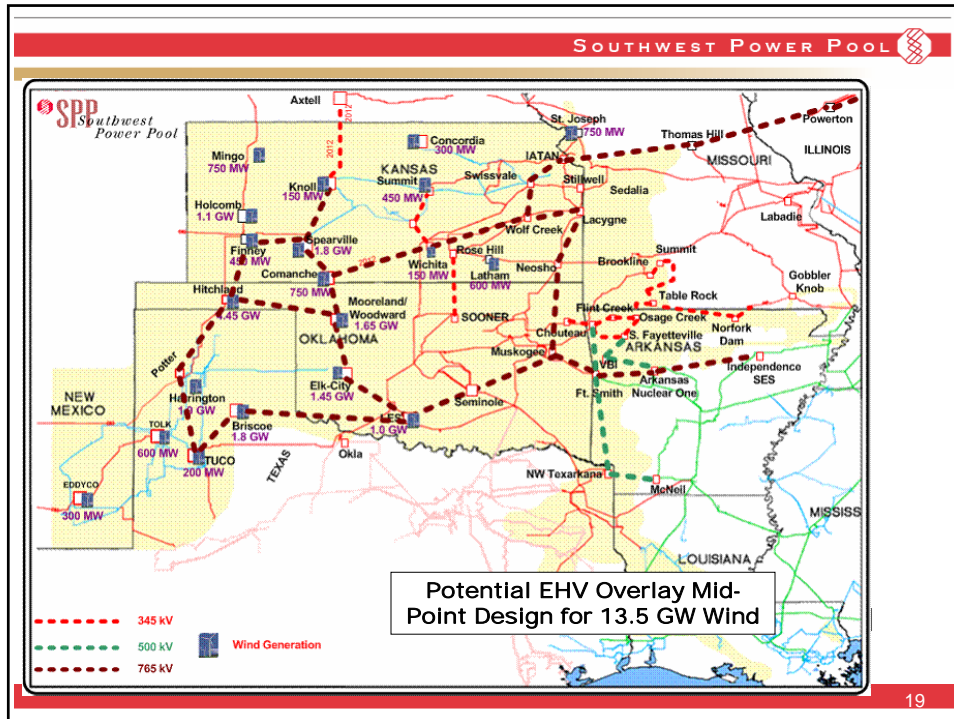 SOUTHWEST POWER POOL
SPP
Southwest
Power Pool
Axtell
2012
2012
St. Joseph
750 MW
Powerton
Thomas Hill
ILLINOIS
Concordia
300 MW
IATAN
MISSOURI
Mingo
750 MW
KANSAS
Summit
450 MW
Swissvale
Stillwell
Sedalia
Knoll
150 MW
Holcomb
1.1 GW
Labadie
Lacygne
Wolf Creek
Spearville
1.8 GW
Finney
450 MW
Rose Hill
Summit
Wichita
150 MW
2012
Brookline
Comanche
750 MW
Latham
600 MW
Neosho
Gobbler
Knob
Hitchland
Table Rock
Mooreland/
Woodward
1.65 GW
Flint Creek
SOONER
Osage Creek
Chouteau
Norfork
Dam
OKLAHOMA
S. Fayetteville
ARKANSAS
Muskogee
Potter
VBI
Independence
SES
Elk-City
1.45 GW
Arkansas
Nuclear One
Ft. Smith
NEW
MEXICO
Harrington
Seminole
LES
1.0 GW
Briscoe
1.8 GW
TOLK
600 MW
TUCO
200 MW
Okla
TEXAS
NW Texarkana
McNeil
EDDYCO
300 MW
MISSISS
LOUISIANA
Potential EHV Overlay Mid-
Point Design for 13.5 GW Wind
345 kV
500 kV
765 kV
Wind Generation
19